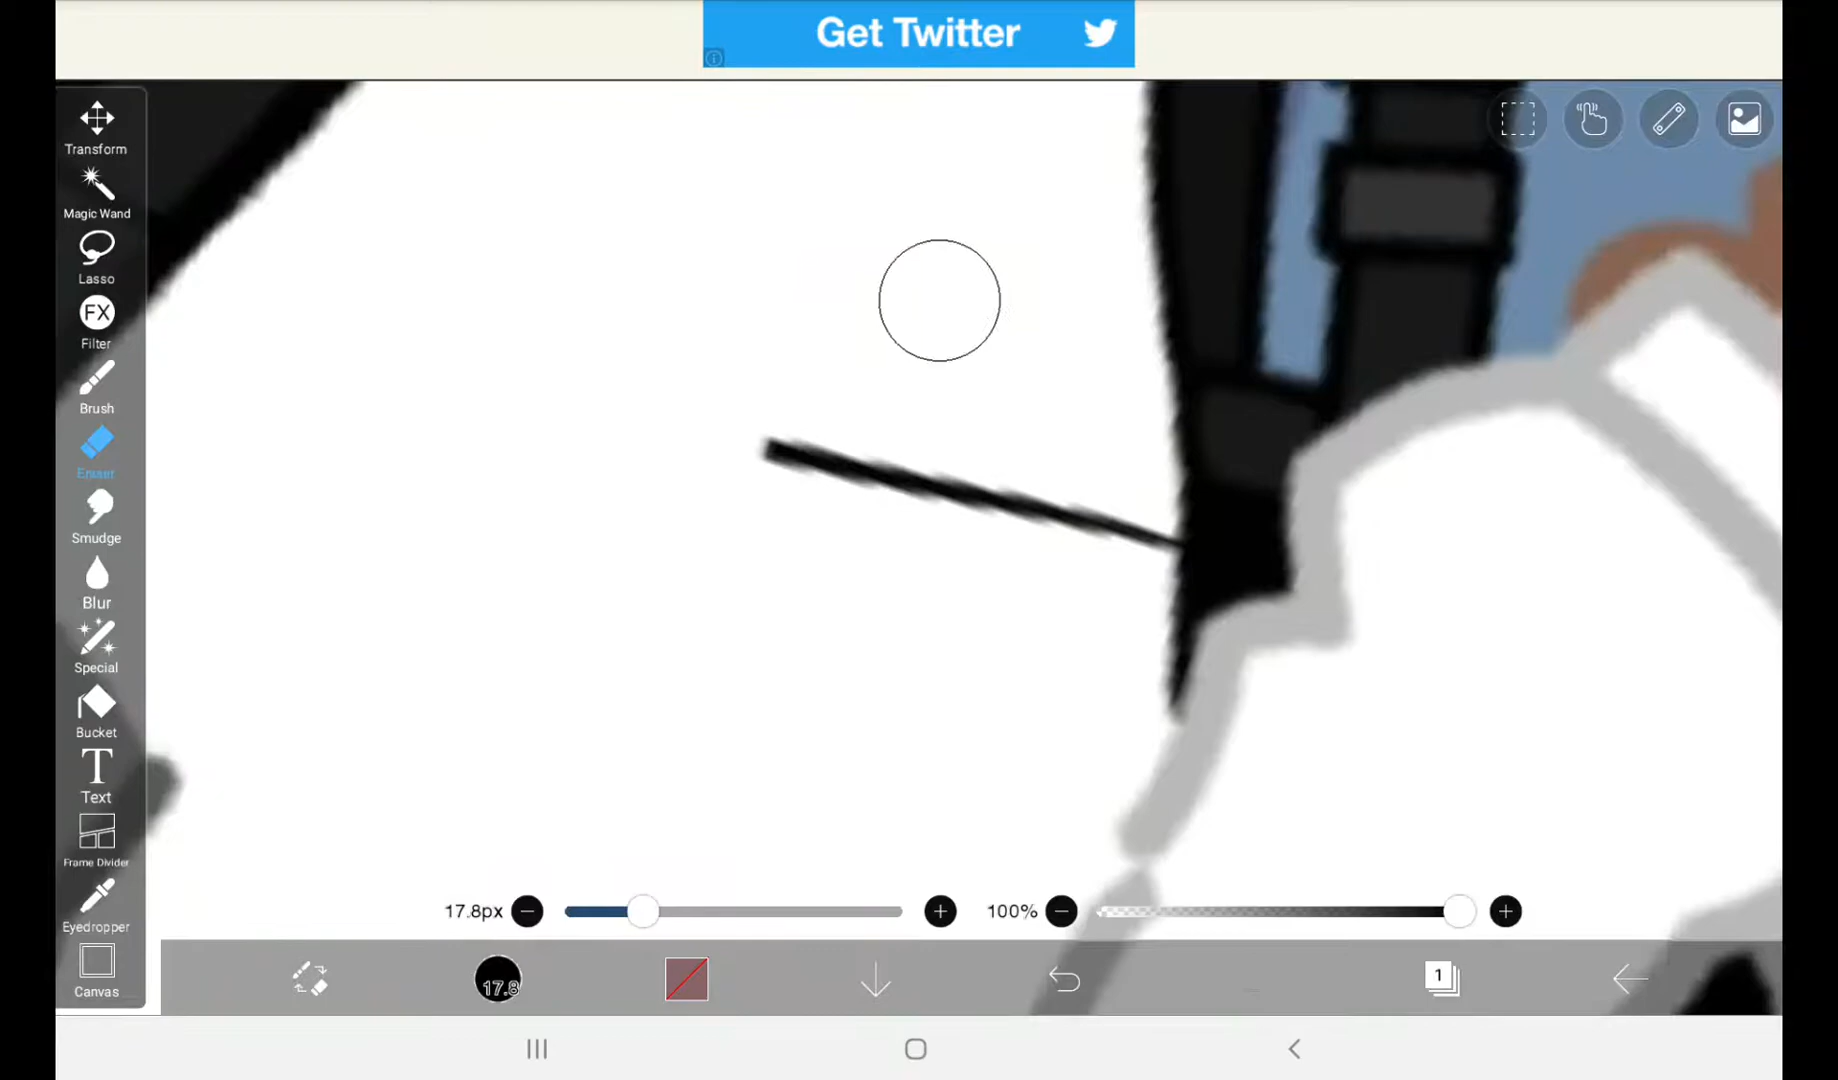 Get Twitter
Transform
Magic Wand
Lasso
FX
Filter
Brush
Eraser
Smudge
Blur
Special
Bucket
T
Text
Frame Divider
Eyedropper
Canvas
17.8px
100%
17.8
1